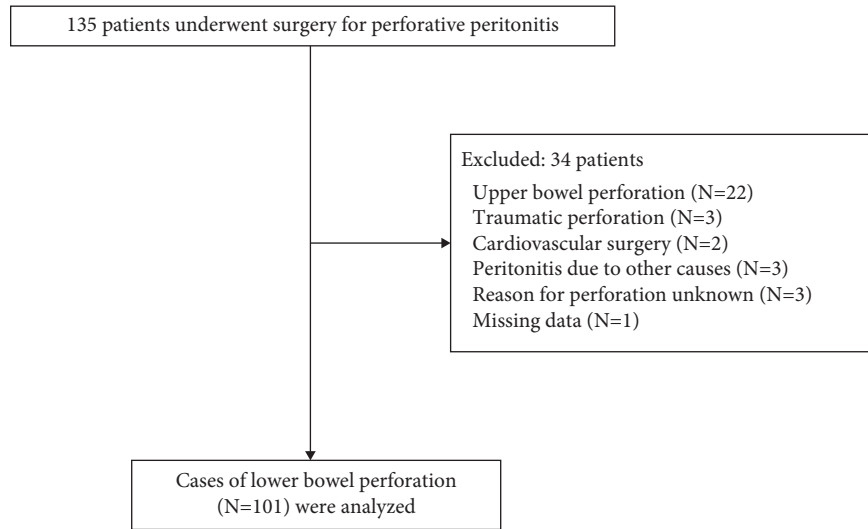 135 patients underwent surgery for perforative peritonitis
Excluded: 34 patients
Upper bowel perforation (N=22)
Traumatic perforation (N=3)
Cardiovascular surgery (N=2)
Peritonitis due to other causes (N=3)
Reason for perforation unknown (N=3)
Missing data (N=1)
Cases of lower bowel perforation
(N=101) were analyzed